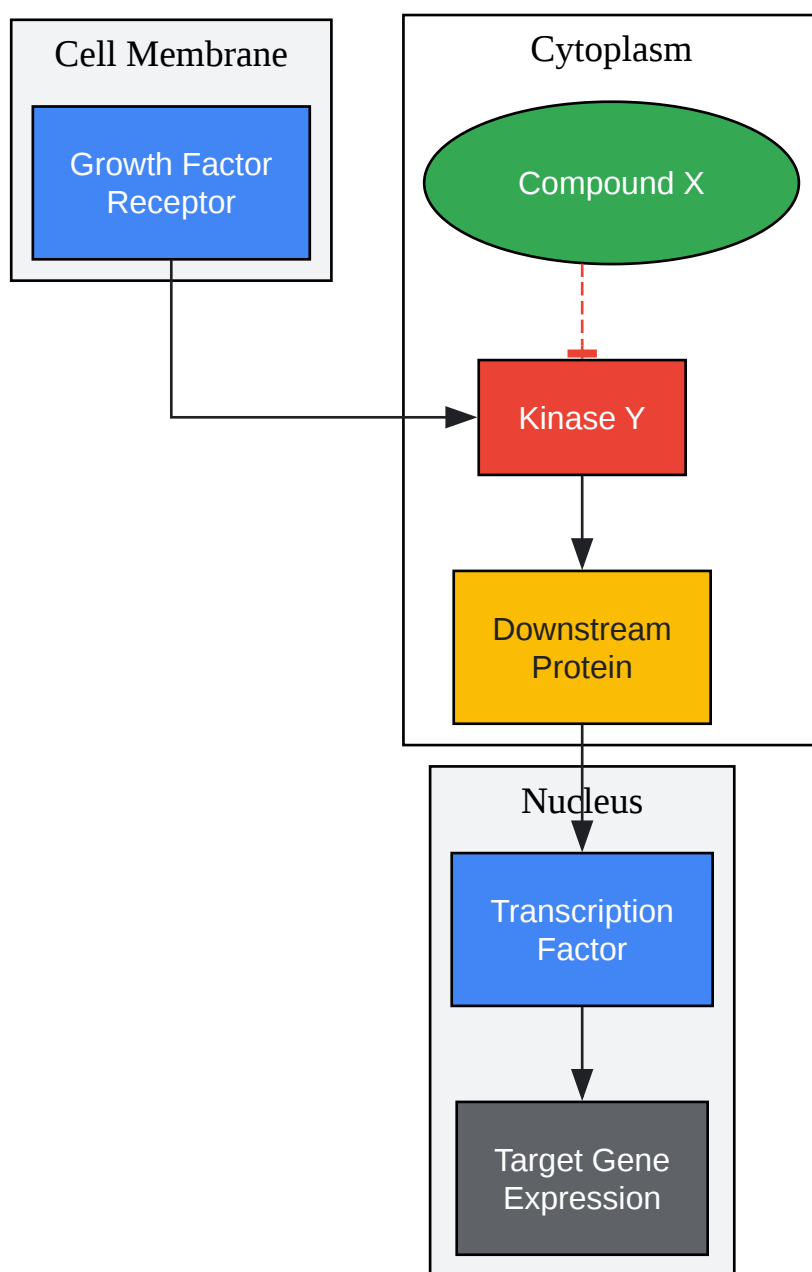 Cell Membrane
Growth Factor
Receptor
Cytoplasm
Compound X
Kinase Y
Downstream
Protein
Nucleus
Transcription
Factor
Target Gene
Expression